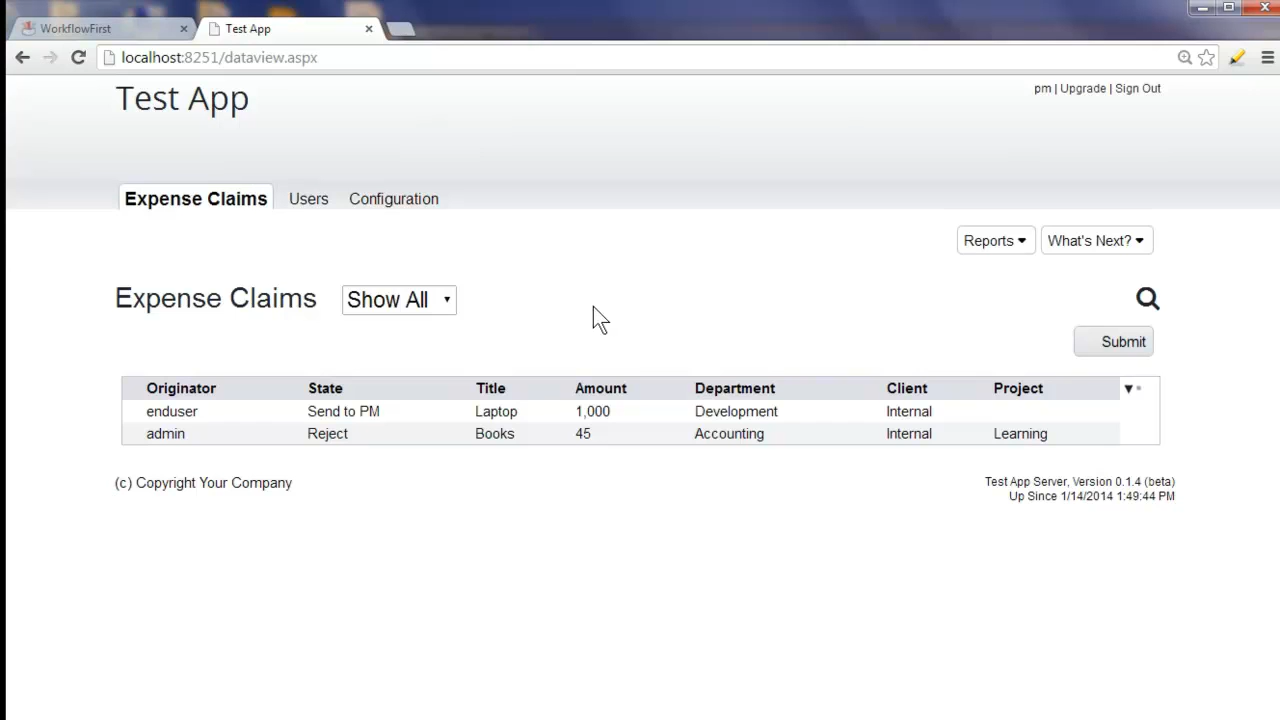 WorkflowFirst
Test App
localhost:8251/dataview.aspx
Test App
pm | Upgrade | Sign Out
Expense Claims Users Configuration
Reports What's Next?
Expense Claims Show All
Submit
Originator State Title Amount Department Client Project
enduser Send to PM Laptop 1,000 Development Internal
admin Reject Books 45 Accounting Internal Learning
(c) Copyright Your Company
Test App Server, Version 0.1.4 (beta)
Up Since 1/14/2014 1:49:44 PM